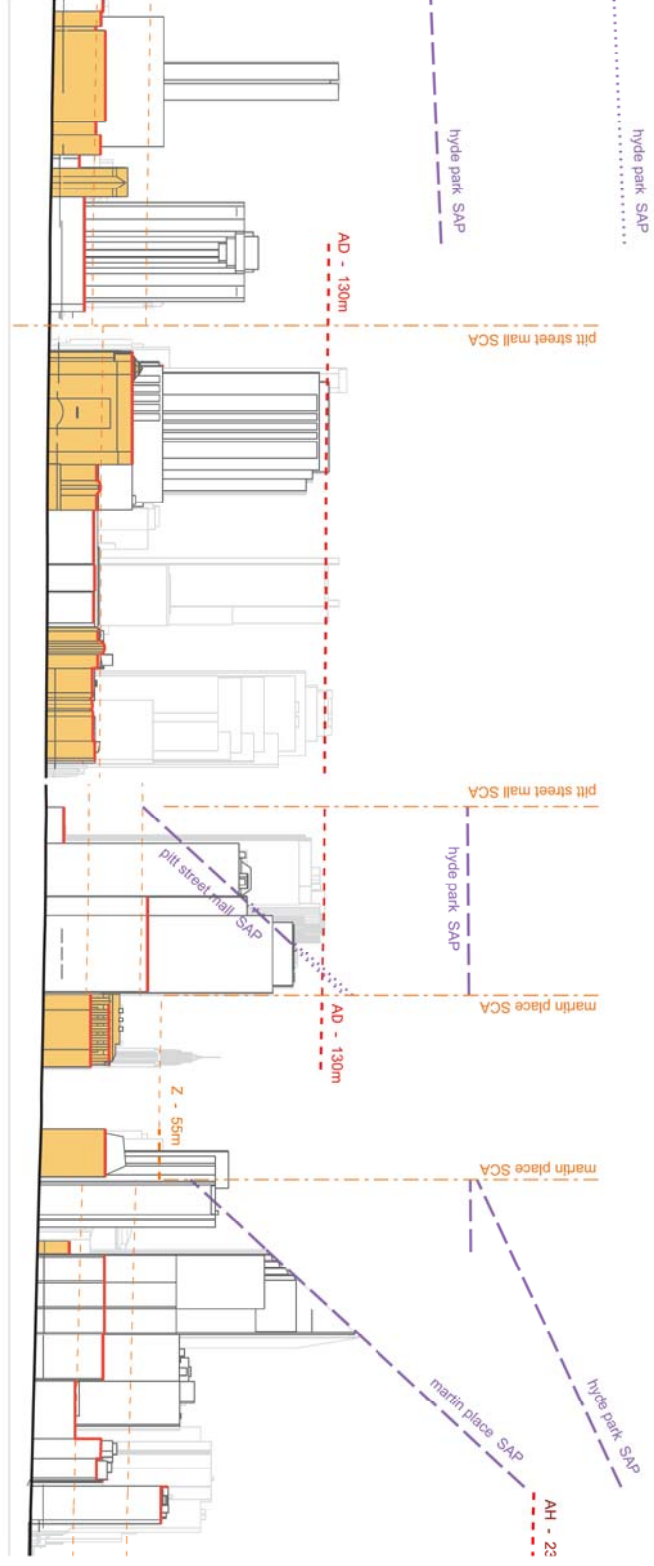 hyde park SAP
hyde park SAP
AD - 130m
pitt street mall SCA
pitt street mall SCA
hyde park SAP
pitt street mall SAP
martin place SCA
AD - 130m
Z - 55m
martin place SCA
hyde park SAP
martin place SAP
AH - 23